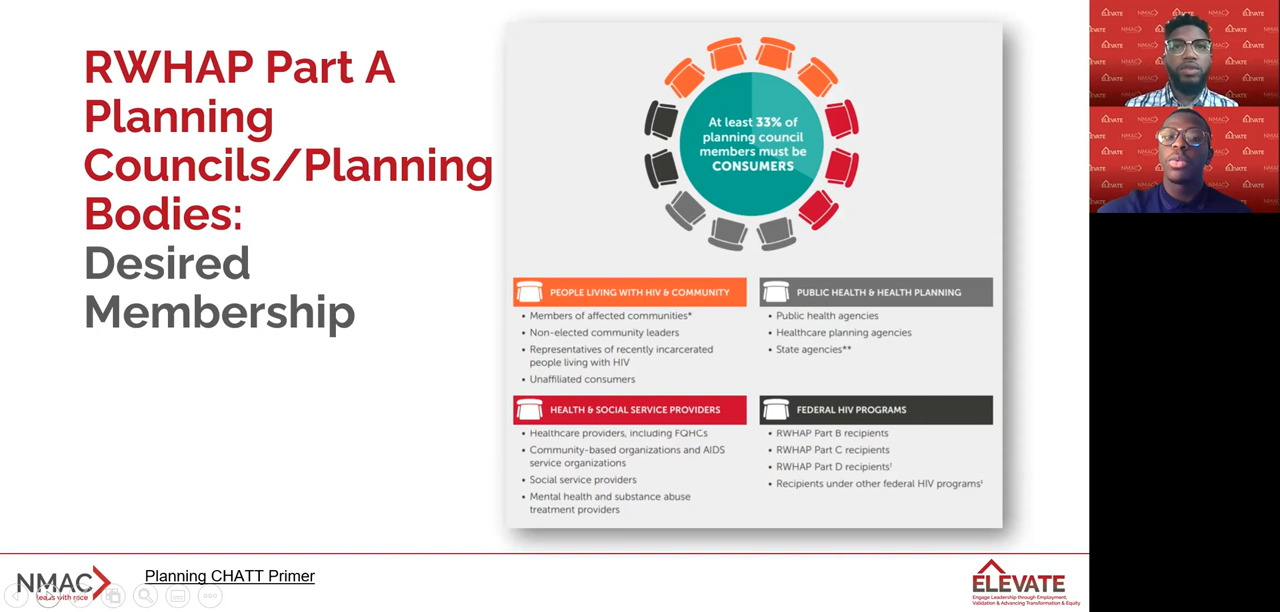 RWHAP Part A
Planning
Councils/Planning
Bodies:
Desired
Membership
At least 33% of
planning council
members must be
CONSUMERS
PEOPLE LIVING WITH HIV & COMMUNITY
• Members of affected communities*
• Non-elected community leaders
• Representatives of recently incarcerated
people living with HIV
• Unaffiliated consumers
PUBLIC HEALTH & HEALTH PLANNING
• Public health agencies
• Healthcare planning agencies
• State agencies**
HEALTH & SOCIAL SERVICE PROVIDERS
• Healthcare providers, including FQHCs
• Community-based organizations and AIDS
service organizations
• Social service providers
• Mental health and substance abuse
treatment providers
FEDERAL HIV PROGRAMS
• RWHAP Part B recipients
• RWHAP Part C recipients
• RWHAP Part D recipients†
• Recipients under other federal HIV programs‡
NMAC
leads with race
Planning CHATT Primer
ELEVATE
Engage Leadership through Employment,
Validation & Advancing Transformation & Equity